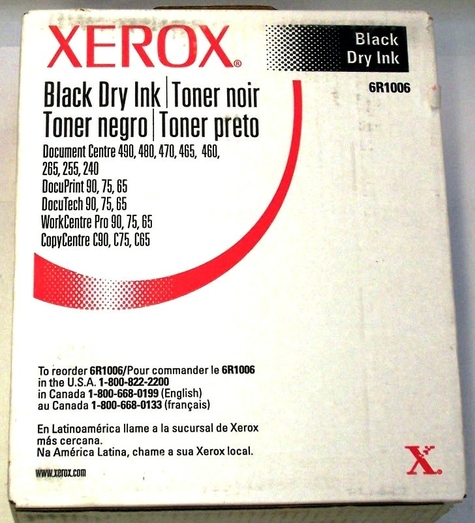 XEROX®
Black
Dry Ink
6R1006
Black Dry Ink | Toner noir
Toner negro | Toner preto
Document Centre 490, 480, 470, 465, 460,
265, 255, 240
DocuPrint 90, 75, 65
DocuTech 90, 75, 65
WorkCentre Pro 90, 75, 65
CopyCentre C90, C75, C65
To reorder 6R1006/Pour commander le 6R1006
in the U.S.A. 1-800-822-2200
in Canada 1-800-668-0199 (English)
au Canada 1-800-668-0133 (français)
En Latinoamérica llame a la sucursal de Xerox
más cercana.
Na América Latina, chame a sua Xerox local.
www.xerox.com
X